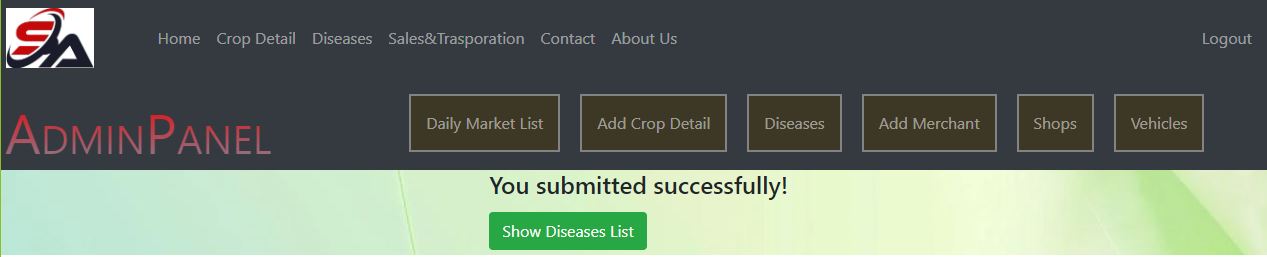 SA
Home Crop Detail Diseases Sales&Trasporation Contact About Us Logout
AdminPanel
Daily Market List Add Crop Detail Diseases Add Merchant Shops Vehicles
You submitted successfully!
Show Diseases List